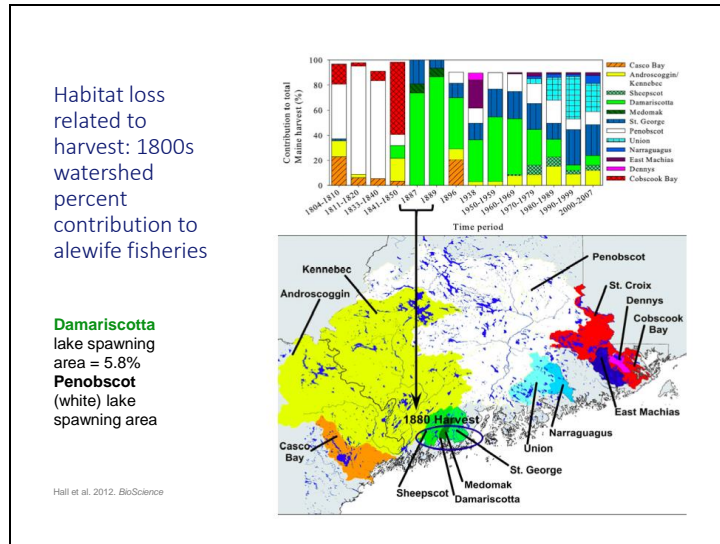 Habitat loss
related to
harvest: 1800s
watershed
percent
contribution to
alewife fisheries
Damariscotta
lake spawning
area = 5.8%
Penobscot
(white) lake
spawning area
Hall et al. 2012. BioScience
Contribution to total
Maine harvest (%)
100
80
60
40
20
0
1804-1810
1811-1820
1833-1840
1841-1850
1887
1889
1896
1938
1950-1959
1960-1969
1970-1979
1980-1989
1990-1999
2000-2007
Time period
Casco Bay
Androscoggin/
Kennebec
Sheepscot
Damariscotta
Medomak
St. George
Penobscot
Union
Narraguagus
East Machias
Dennys
Cobscook Bay
Kennebec
Androscoggin
Penobscot
St. Croix
Dennys
Cobscook
Bay
East Machias
Narraguagus
Union
1880 Harvest
Casco
Bay
St. George
Medomak
Sheepscot
Damariscotta